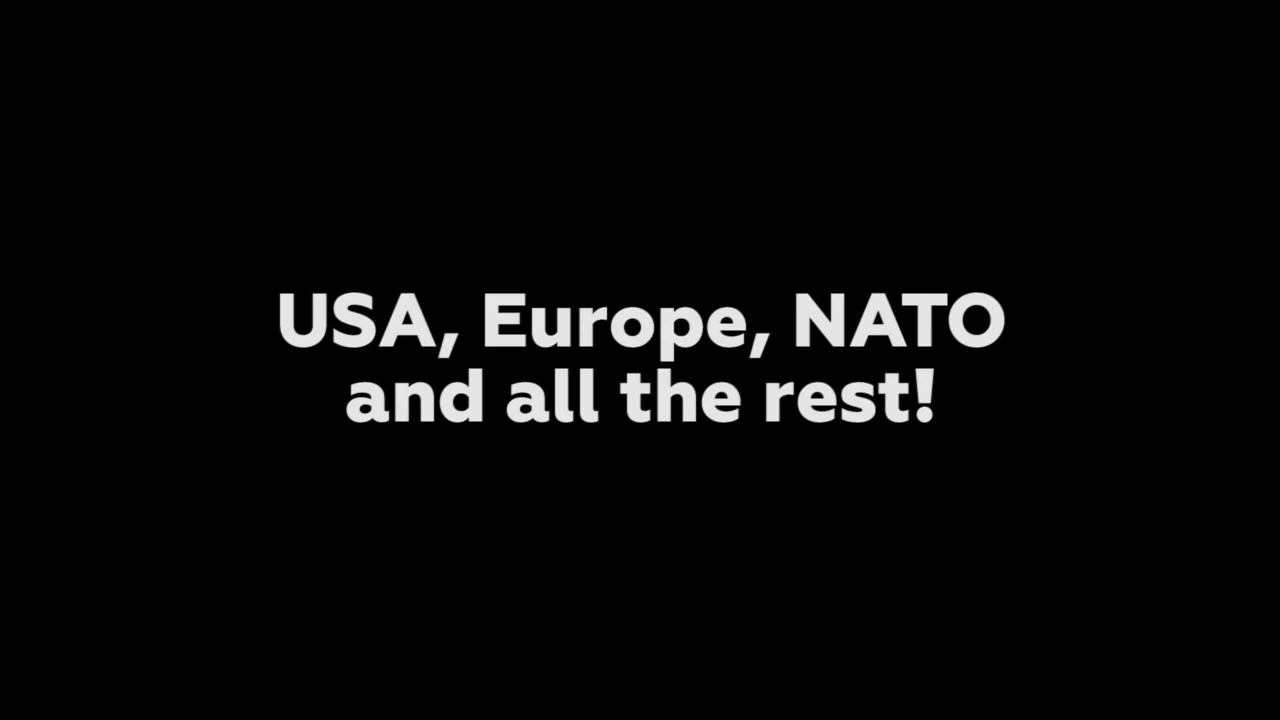 USA, Europe, NATO
and all the rest!